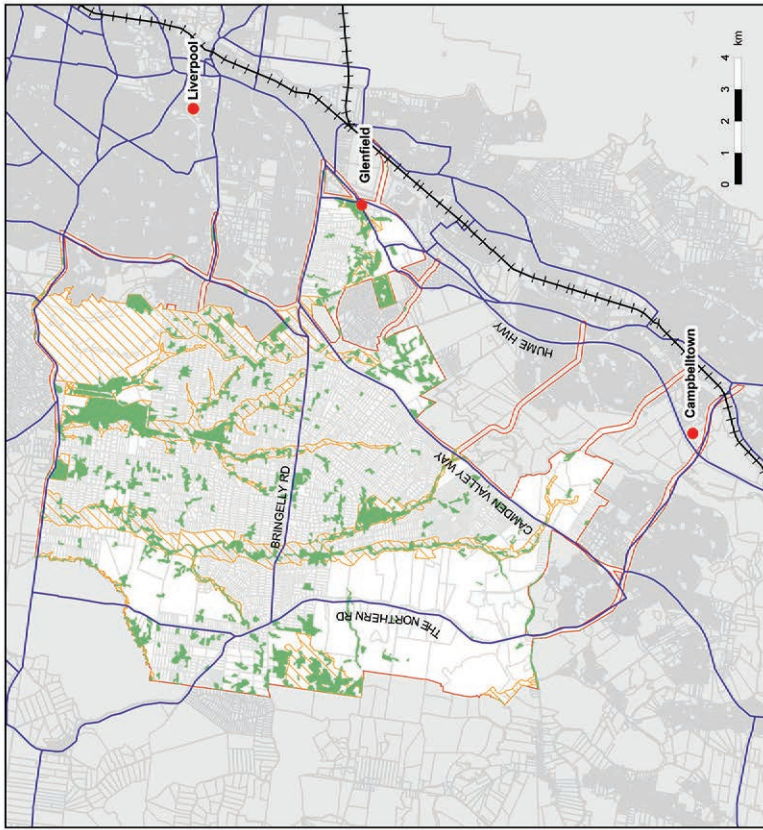 Liverpool
Glenfield
BRINGELLY RD
HUME HWY
CAMDEN VALLEY WAY
THE NORTHERN RD
Campbelltown
0 1 2 3 4
km